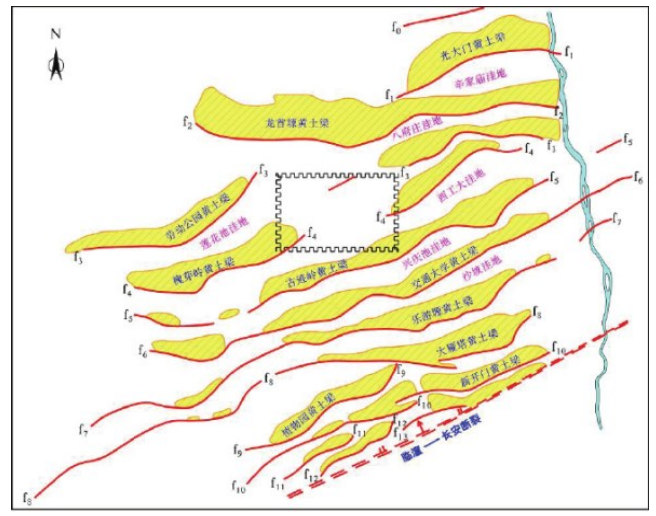 N
f0
光大门黄土梁
f1
辛家庙洼地
f1
f2
龙首塬黄土梁
f2
八府庄洼地
f3
f3
f4
f5
f3
劳动公园黄土梁
f3
西工大洼地
f5
f6
莲花池洼地
f4
f4
f7
槐芽岭黄土梁
f4
古迹岭黄土梁
兴庆池洼地
交通大学黄土梁
沙坡洼地
f5
f6
乐游塬黄土梁
f8
大雁塔黄土梁
f8
f9
新开门黄土梁
f10
植物园黄土梁
f10
f7
f9
f11
f12
f13
临潼——长安断裂
f8
f10
f11
f12